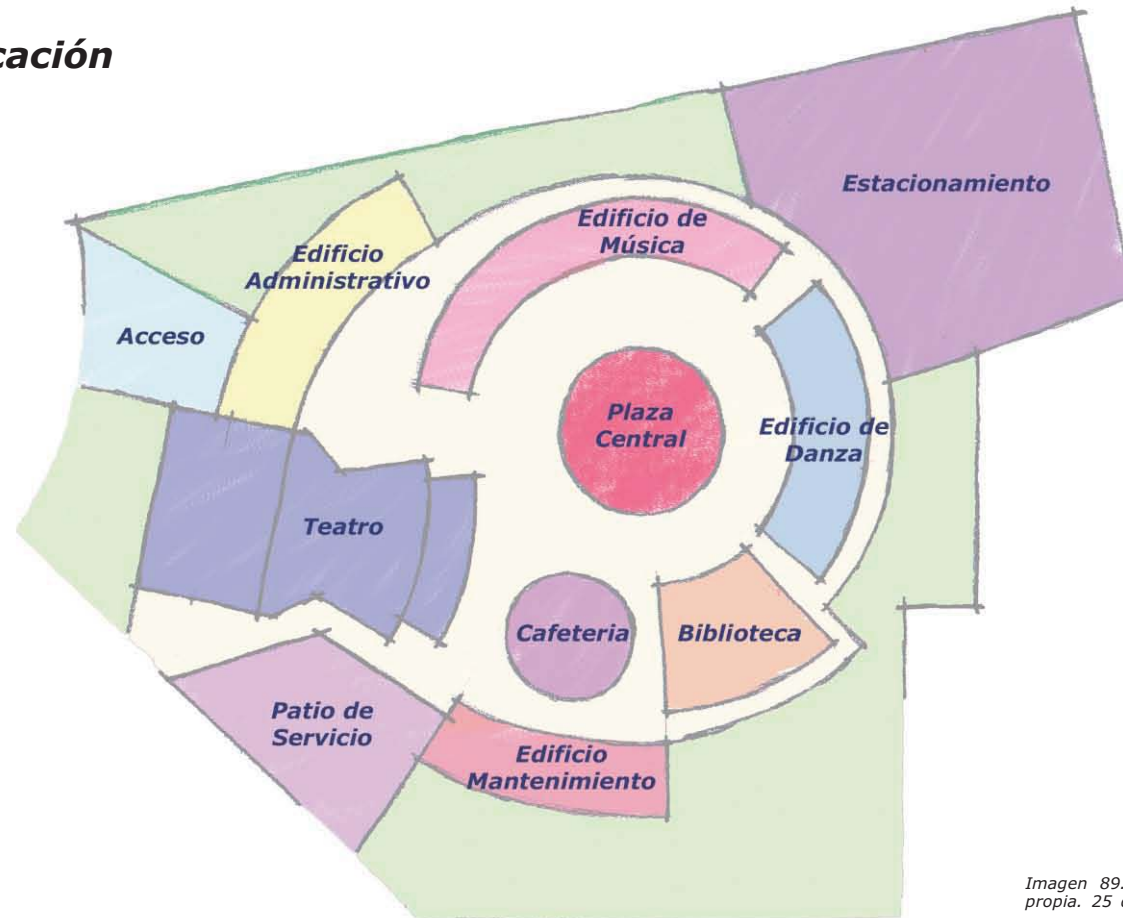 cación
Estacionamiento
Edificio de
Música
Edificio
Administrativo
Acceso
Plaza
Central
Edificio de
Danza
Teatro
Cafeteria
Biblioteca
Patio de
Servicio
Edificio
Mantenimiento
Imagen 89.
propia. 25